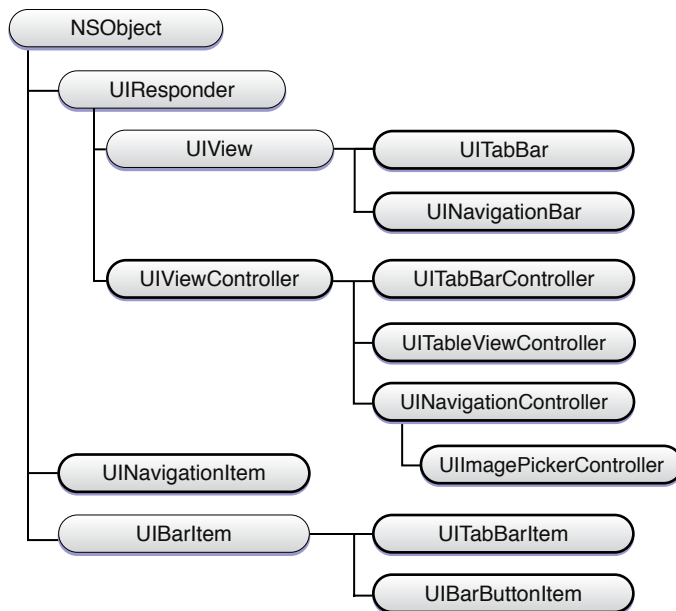 NSObject
UIResponder
UIView
UITabBar
UINavigationBar
UIViewController
UITabBarController
UITableViewController
UINavigationController
UIImagePickerController
UINavigationItem
UIBarItem
UITabBarItem
UIBarButtonItem